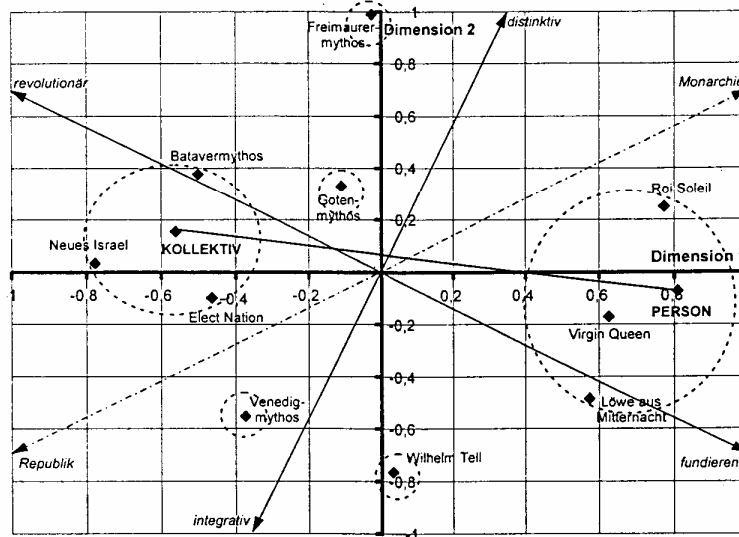 1
Freimaurer-
mythos
Dimension 2
distinktiv
revolutionär
0,8
Monarchie
0,6
Batavermythos
0,4
Goten-
mythos
0,2
Roi Soleil
Neues Israel
KOLLEKTIV
Dimension
-0,8
-0,6
-0,4
-0,2
0,2
0,4
0,6
0,8
Elect Nation
PERSON
-0,2
Virgin Queen
-0,4
Venedig-
mythos
Löwe aus
Mitternacht
-0,6
Republik
Wilhelm Tell
fundieren
-0,8
integrativ
-1